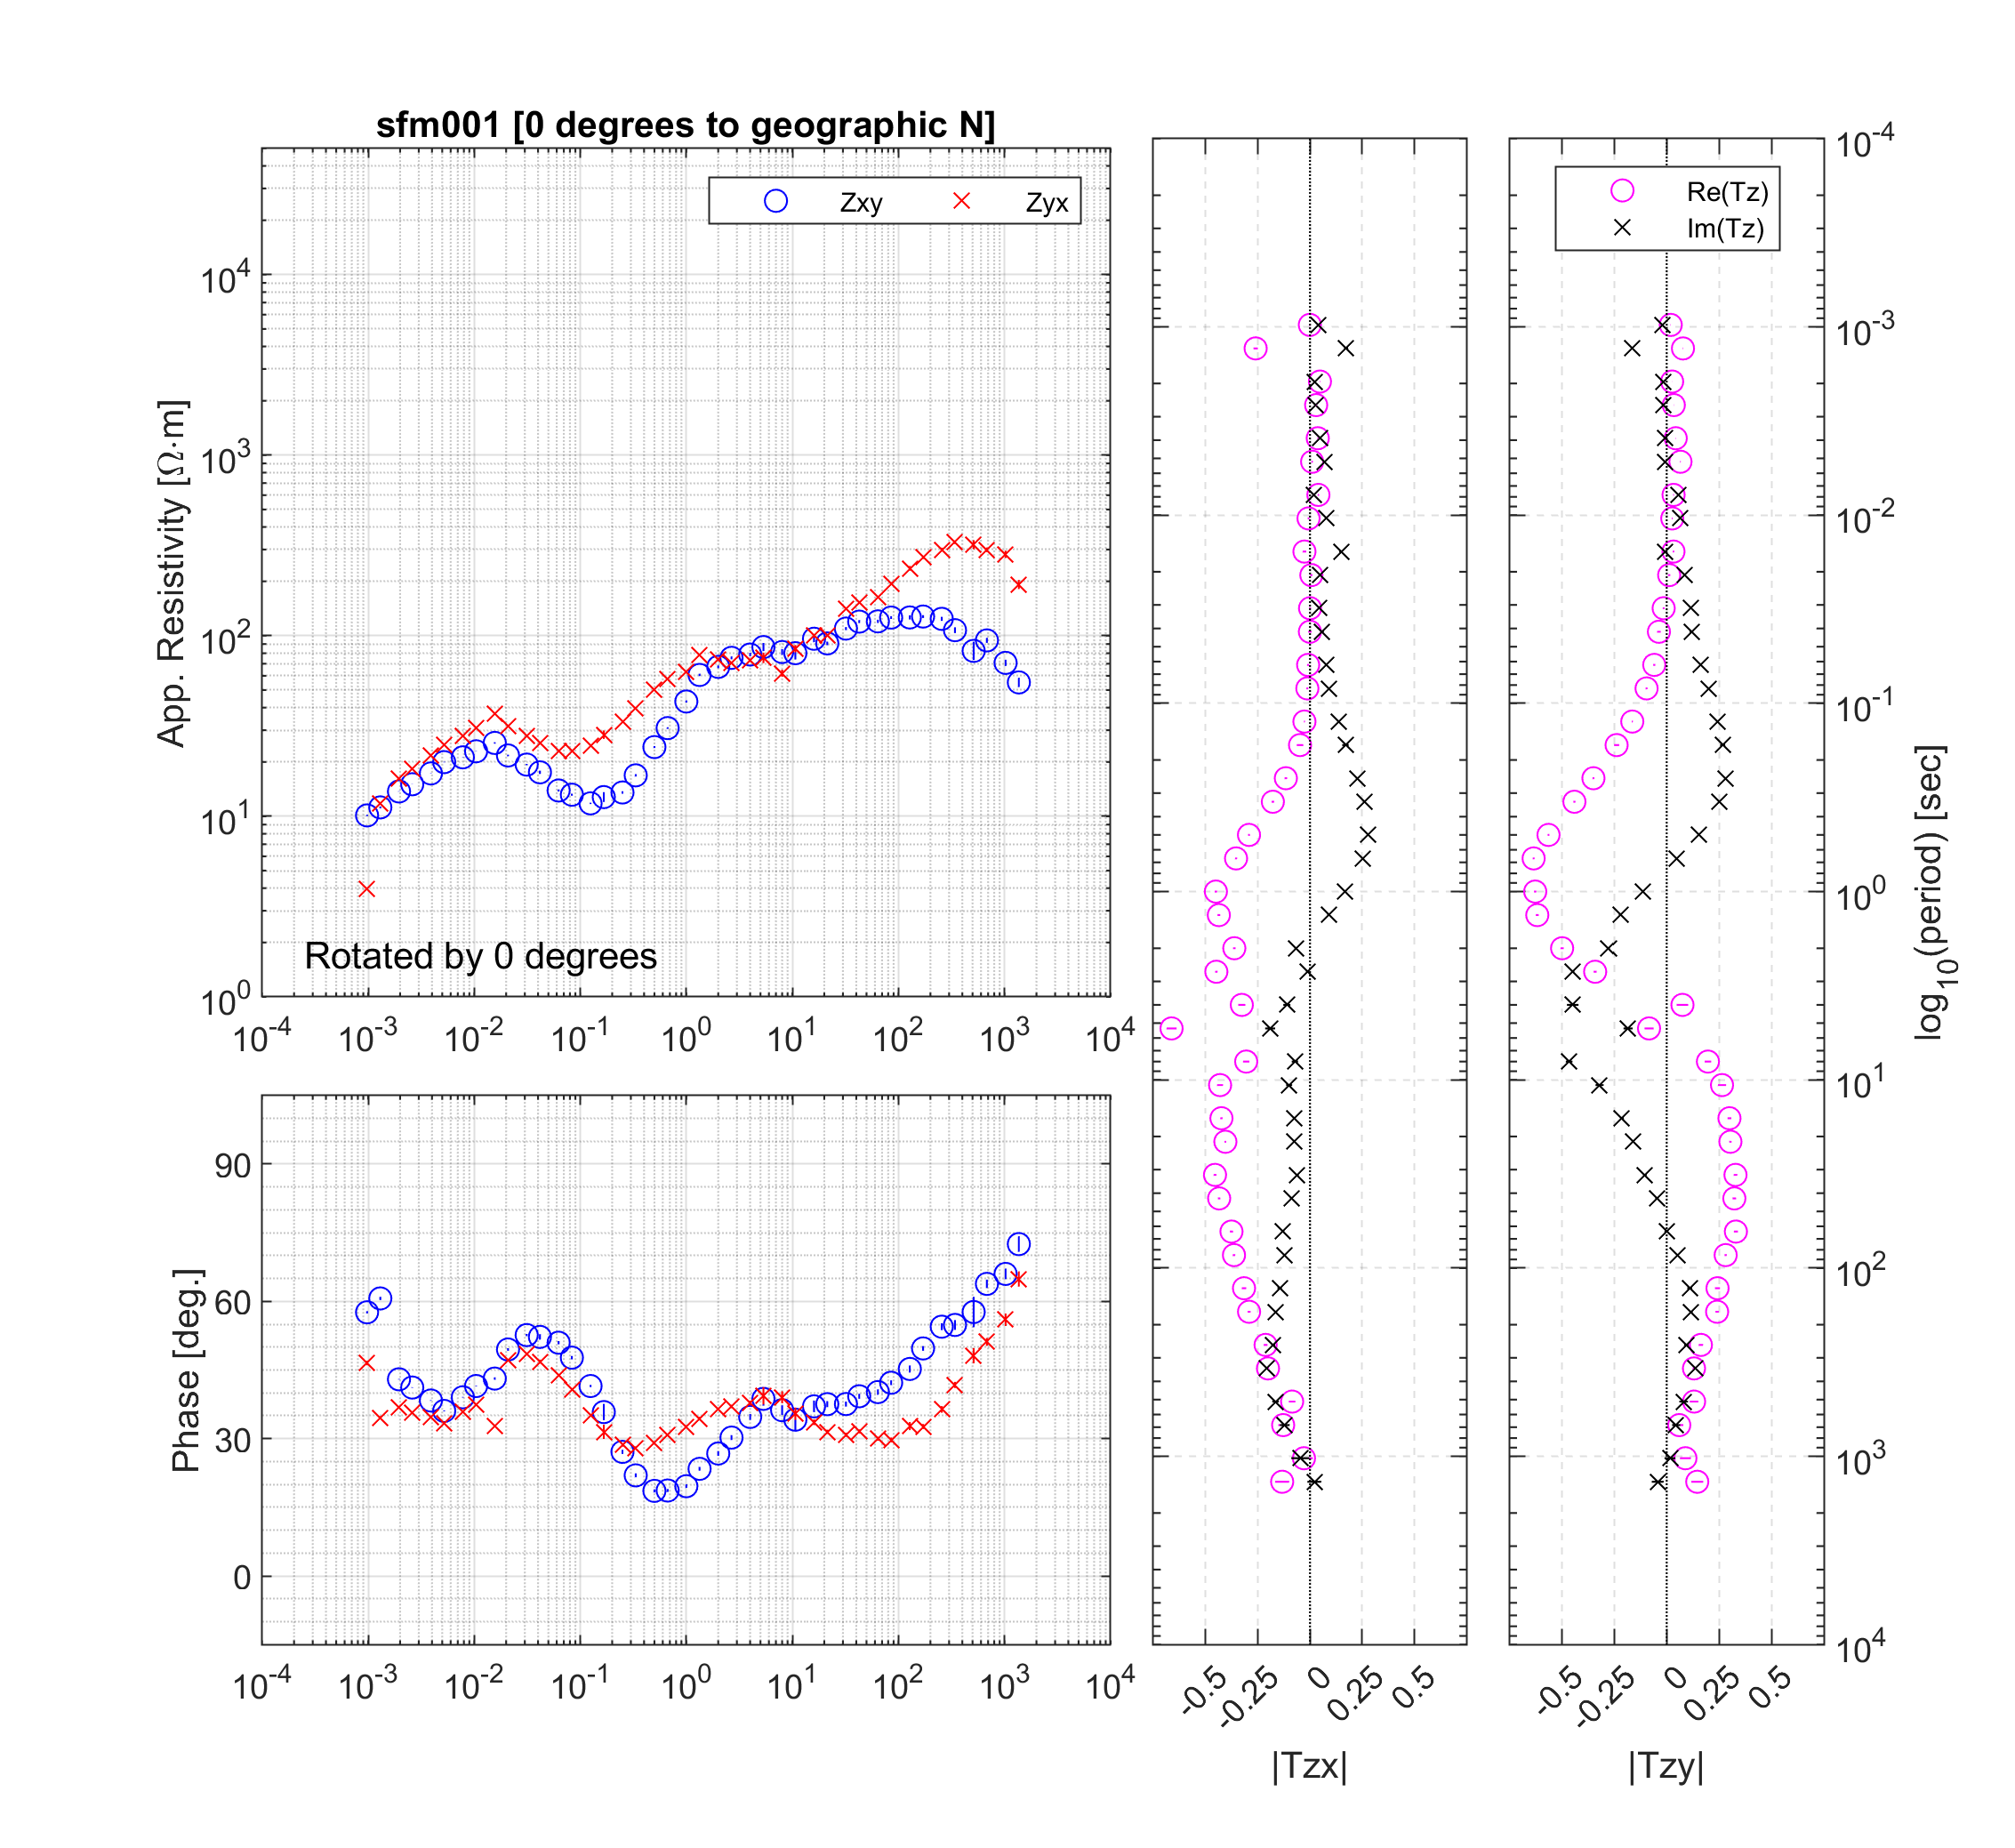 sfm001 [0 degrees to geographic N]
Zxy Zyx
App. Resistivity [Ω·m]
10^4
10^3
10^2
10^1
10^0
Rotated by 0 degrees
10^-4 10^-3 10^-2 10^-1 10^0 10^1 10^2 10^3 10^4
Phase [deg.]
90
60
30
0
10^-4 10^-3 10^-2 10^-1 10^0 10^1 10^2 10^3 10^4
-0.5 -0.25 0 0.25 0.5
|Tzx|
Re(Tz)
Im(Tz)
10^-4
10^-3
10^-2
10^-1
10^0
10^1
10^2
10^3
10^4
log_10(period) [sec]
-0.5 -0.25 0 0.25 0.5
|Tzy|